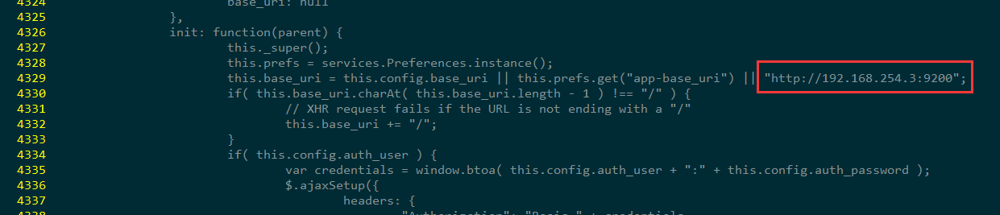 4324 base_uri: null
4325 },
4326 init: function(parent) {
4327 this._super();
4328 this.prefs = services.Preferences.instance();
4329 this.base_uri = this.config.base_uri || this.prefs.get("app-base_uri") || "http://192.168.254.3:9200";
4330 if( this.base_uri.charAt( this.base_uri.length - 1 ) !== "/" ) {
4331 // XHR request fails if the URL is not ending with a "/"
4332 this.base_uri += "/";
4333 }
4334 if( this.config.auth_user ) {
4335 var credentials = window.btoa( this.config.auth_user + ":" + this.config.auth_password );
4336 $.ajaxSetup({
4337 headers: {
4338 "Authorization": "Basic " + credentials